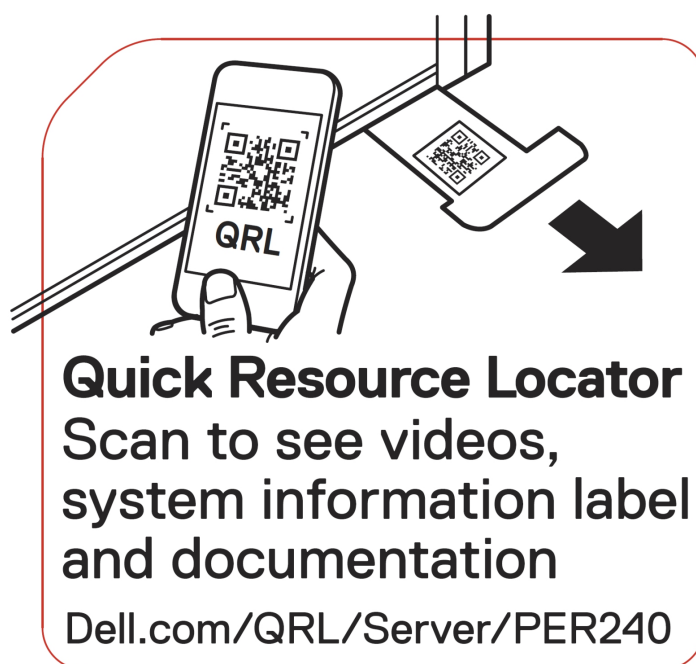 QRL
Quick Resource Locator
Scan to see videos,
system information label
and documentation
Dell.com/QRL/Server/PER240